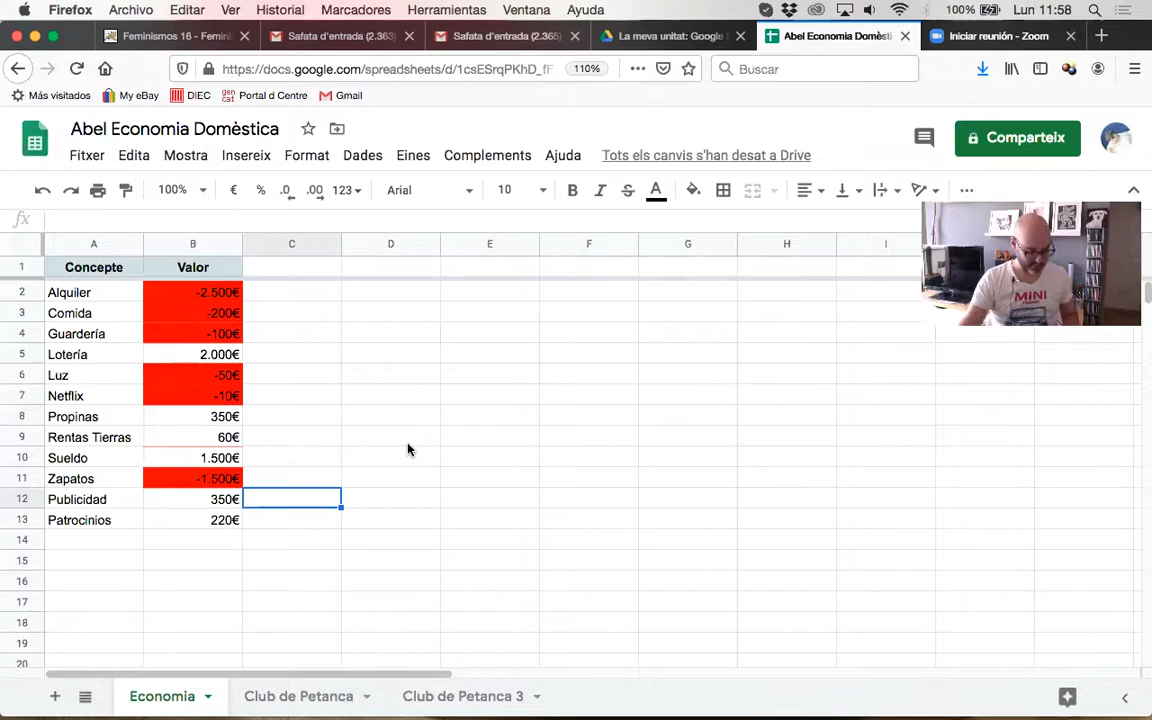 Firefox Archivo Editar Ver Historial Marcadores Herramientas Ventana Ayuda 100% Lun 11:58
Feminismos 16 - Femini Safata d'entrada (2.363) Safata d'entrada (2.365) La meva unitat: Google Abel Economia Domèsti Iniciar reunión - Zoom
https://docs.google.com/spreadsheets/d/1csESrqPKhD_fF 110% Buscar
Más visitados My eBay DIEC gen cat Portal d Centre Gmail
Abel Economia Domèstica Comparteix
Fitxer Edita Mostra Insereix Format Dades Eines Complements Ajuda Tots els canvis s'han desat a Drive
100% € % .0 .00 123 Arial 10 B I S A
fx
A B C D E F G H I
1 Concepte Valor
2 Alquiler -2.500€
3 Comida -200€
4 Guardería -100€
5 Lotería 2.000€
6 Luz -50€
7 Netflix -10€
8 Propinas 350€
9 Rentas Tierras 60€
10 Sueldo 1.500€
11 Zapatos -1.500€
12 Publicidad 350€
13 Patrocinios 220€
14
15
16
17
18
19
20
MINI
Economia Club de Petanca Club de Petanca 3